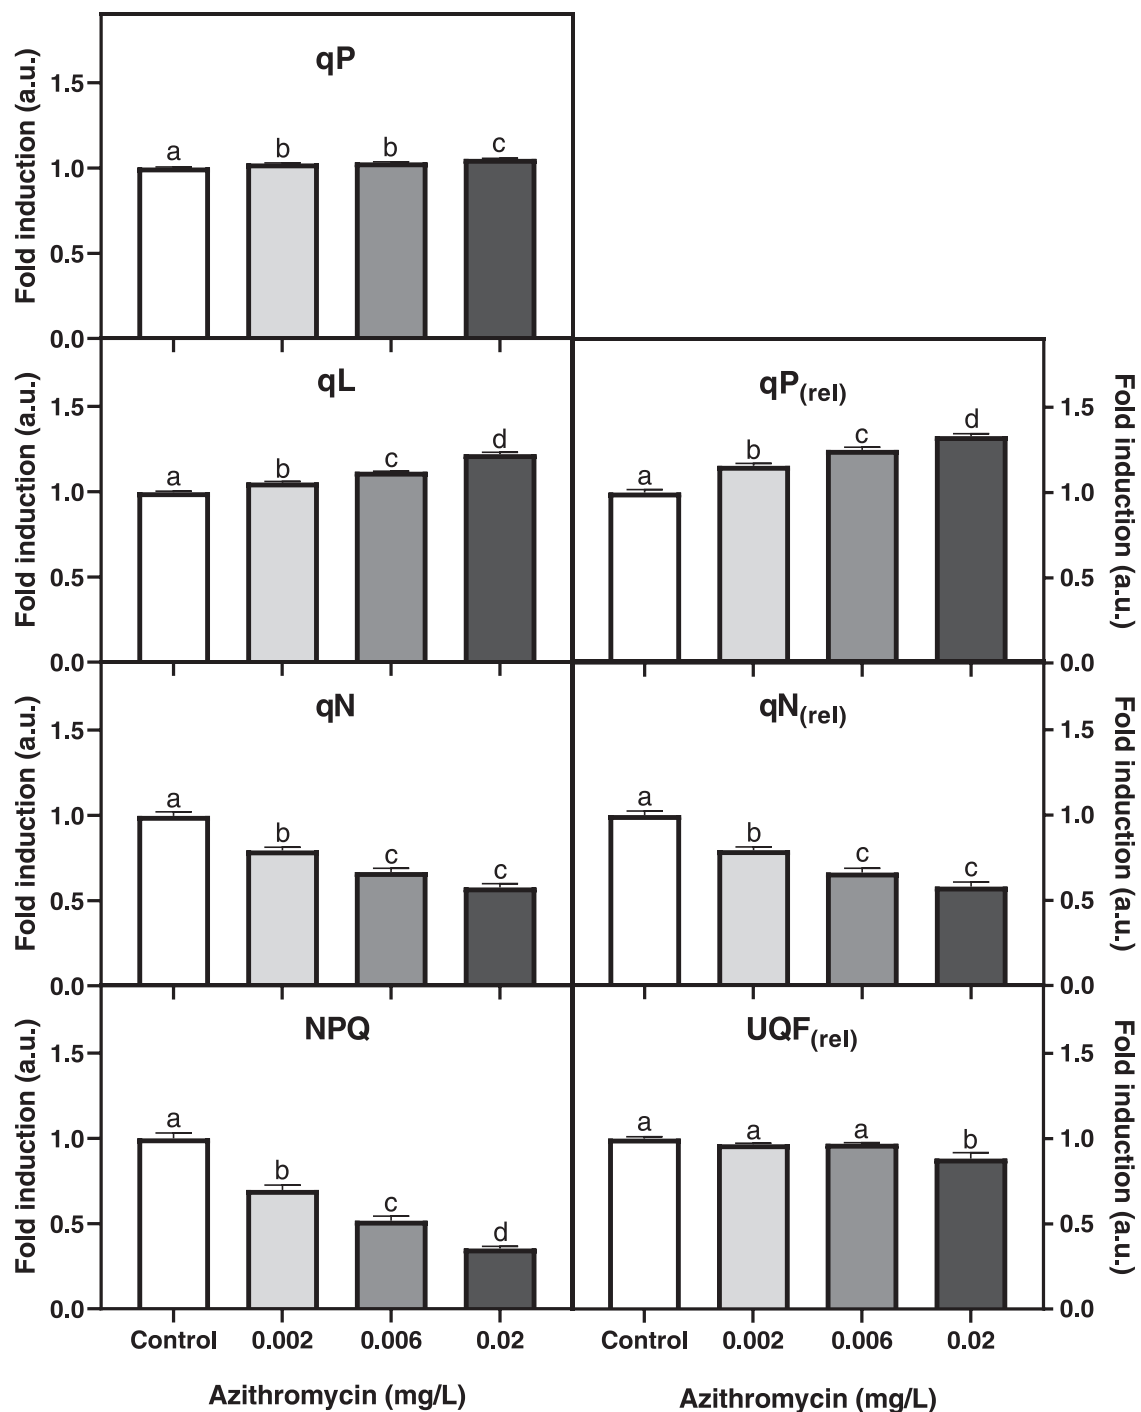 qP
Fold induction (a.u.)
1.5
1.0
0.5
0.0
a b b c
qL
Fold induction (a.u.)
1.5
1.0
0.5
0.0
a b c d
qP(rel)
Fold induction (a.u.)
1.5
1.0
0.5
0.0
a b c d
qN
Fold induction (a.u.)
1.5
1.0
0.5
0.0
a b c c
qN(rel)
Fold induction (a.u.)
1.5
1.0
0.5
0.0
a b c c
NPQ
Fold induction (a.u.)
1.5
1.0
0.5
0.0
a b c d
UQF(rel)
Fold induction (a.u.)
1.5
1.0
0.5
0.0
a a a b
Control 0.002 0.006 0.02
Azithromycin (mg/L)
Control 0.002 0.006 0.02
Azithromycin (mg/L)